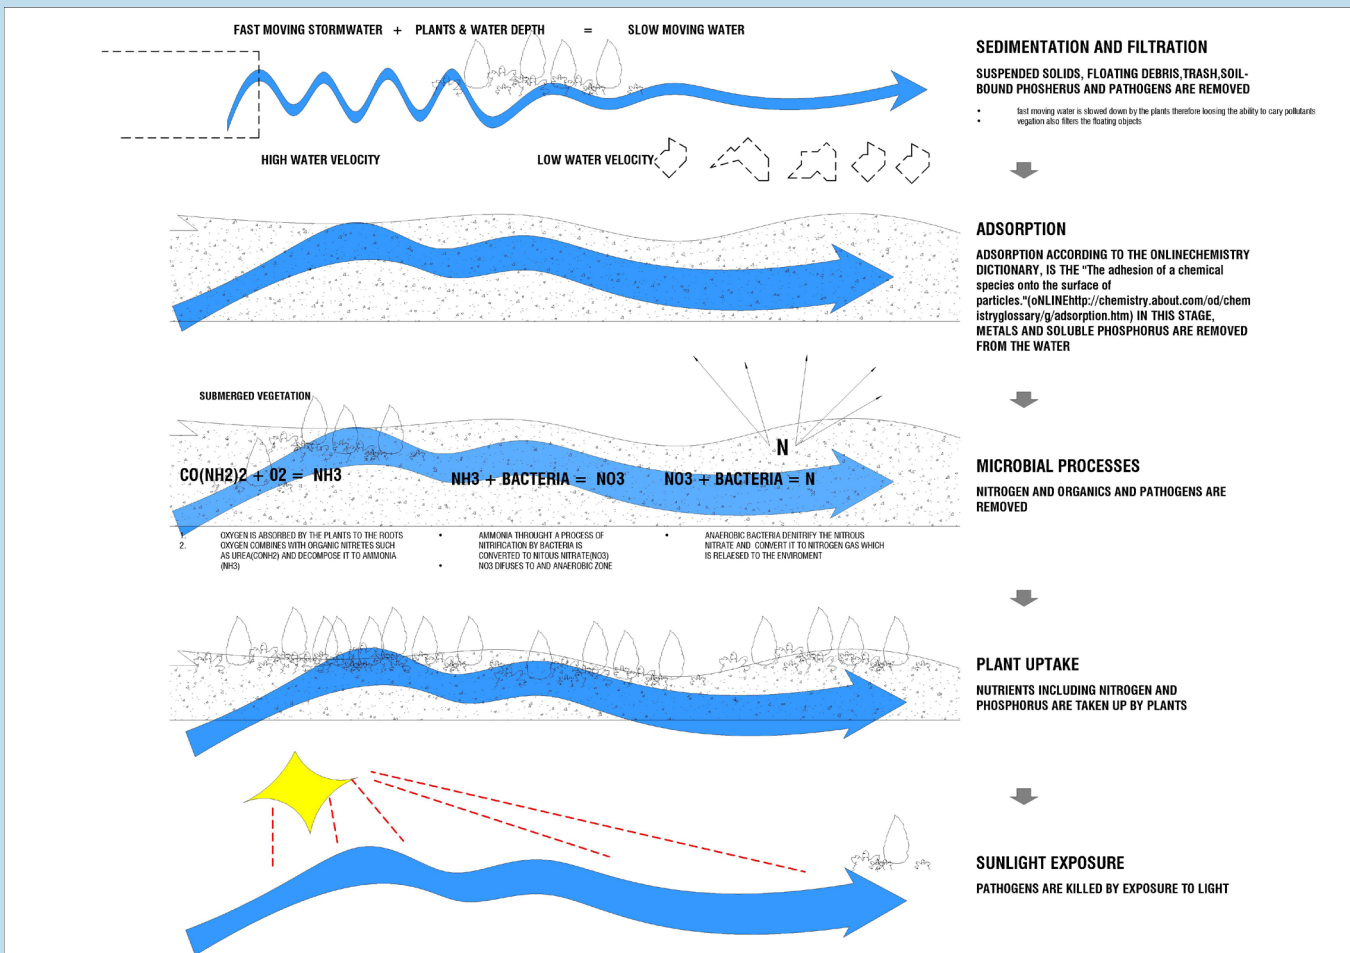 FAST MOVING STORMWATER + PLANTS & WATER DEPTH = SLOW MOVING WATER
HIGH WATER VELOCITY
LOW WATER VELOCITY
SEDIMENTATION AND FILTRATION
SUSPENDED SOLIDS, FLOATING DEBRIS,TRASH,SOIL-
BOUND PHOSHERUS AND PATHOGENS ARE REMOVED
• fast moving water is slowed down by the plants therefore loosing the ability to cary pollutants
• vegation also filters the floating objects
ADSORPTION
ADSORPTION ACCORDING TO THE ONLINECHEMISTRY
DICTIONARY, IS THE "The adhesion of a chemical
species onto the surface of
particles."(oNLINEhttp://chemistry.about.com/od/chem
istryglossary/g/adsorption.htm) IN THIS STAGE,
METALS AND SOLUBLE PHOSPHORUS ARE REMOVED
FROM THE WATER
SUBMERGED VEGETATION
N
CO(NH2)2 + 02 = NH3
NH3 + BACTERIA = NO3
NO3 + BACTERIA = N
1. OXYGEN IS ABSORBED BY THE PLANTS TO THE ROOTS
2. OXYGEN COMBINES WITH ORGANIC NITRETES SUCH
AS UREA(CONH2) AND DECOMPOSE IT TO AMMONIA
(NH3)
• AMMONIA THROUGHT A PROCESS OF
NITRIFICATION BY BACTERIA IS
CONVERTED TO NITOUS NITRATE(NO3)
• NO3 DIFUSES TO AND ANAEROBIC ZONE
• ANAEROBIC BACTERIA DENITRIFY THE NITROUS
NITRATE AND CONVERT IT TO NITROGEN GAS WHICH
IS RELAESED TO THE ENVIROMENT
MICROBIAL PROCESSES
NITROGEN AND ORGANICS AND PATHOGENS ARE
REMOVED
PLANT UPTAKE
NUTRIENTS INCLUDING NITROGEN AND
PHOSPHORUS ARE TAKEN UP BY PLANTS
SUNLIGHT EXPOSURE
PATHOGENS ARE KILLED BY EXPOSURE TO LIGHT